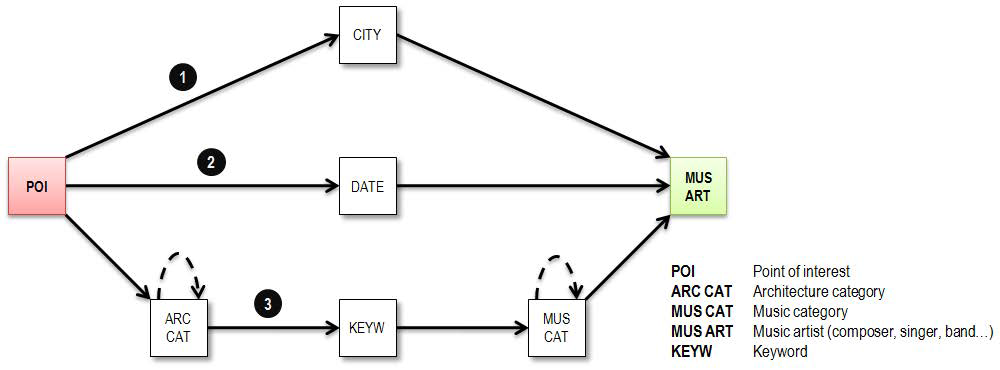 CITY
1
2
POI
DATE
MUS
ART
3
ARC
CAT
KEYW
MUS
CAT
POI Point of interest
ARC CAT Architecture category
MUS CAT Music category
MUS ART Music artist (composer, singer, band…)
KEYW Keyword